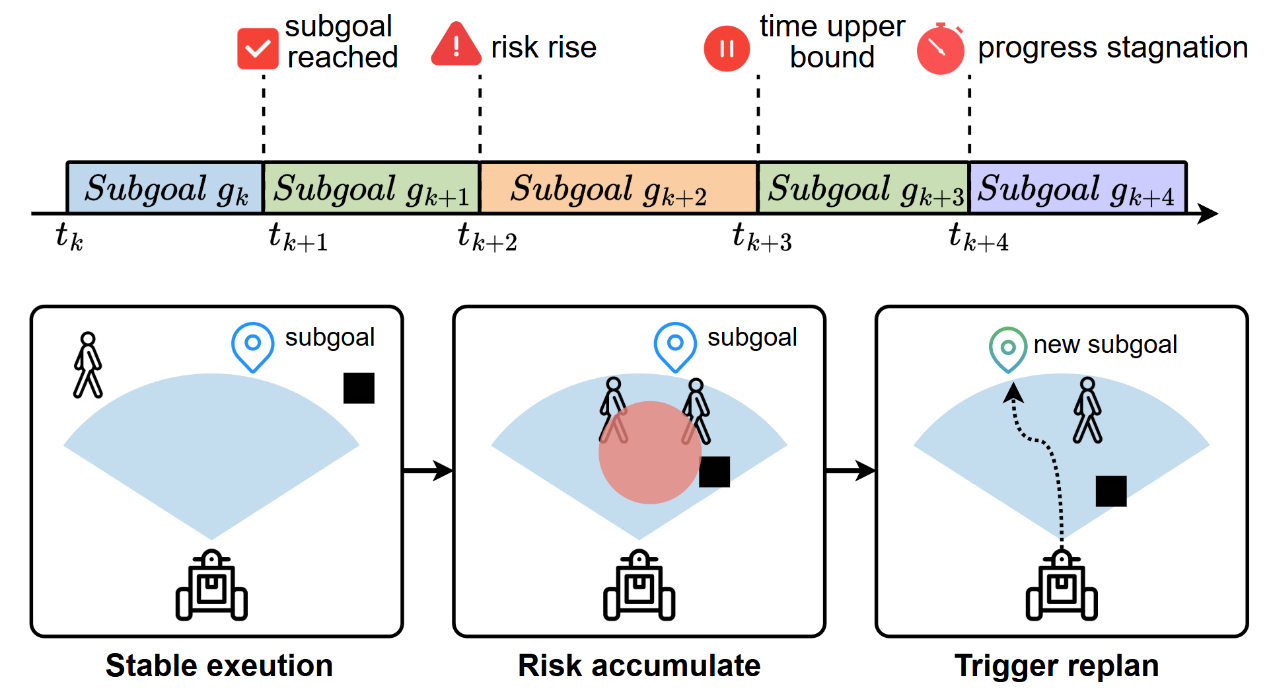 subgoal
reached
risk rise
time upper
bound
progress stagnation
Subgoal g_k
Subgoal g_{k+1}
Subgoal g_{k+2}
Subgoal g_{k+3}
Subgoal g_{k+4}
t_k
t_{k+1}
t_{k+2}
t_{k+3}
t_{k+4}
subgoal
subgoal
new subgoal
Stable exeution
Risk accumulate
Trigger replan